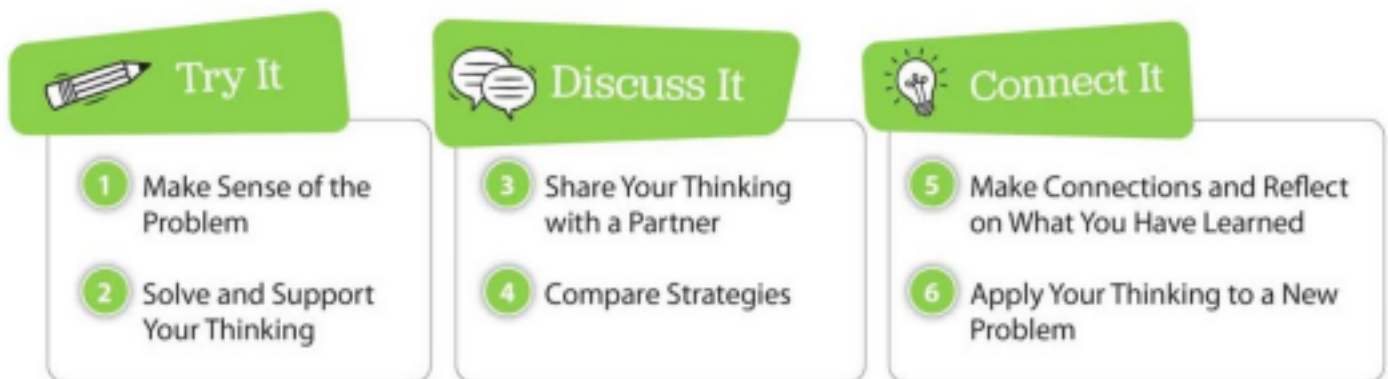 Try It
1 Make Sense of the
Problem
2 Solve and Support
Your Thinking
Discuss It
3 Share Your Thinking
with a Partner
4 Compare Strategies
Connect It
5 Make Connections and Reflect
on What You Have Learned
6 Apply Your Thinking to a New
Problem